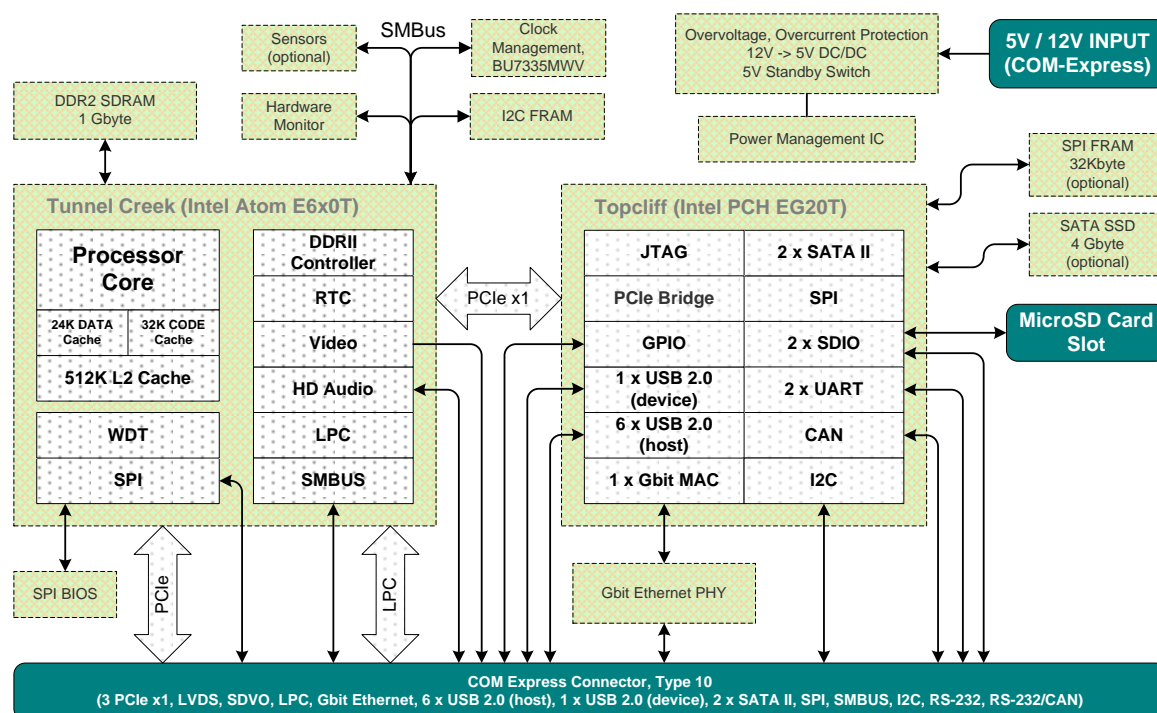 SMBus
Sensors
(optional)
Clock
Management,
BU7335MWV
Overvoltage, Overcurrent Protection
12V -> 5V DC/DC
5V Standby Switch
5V / 12V INPUT
(COM-Express)
DDR2 SDRAM
1 Gbyte
Hardware
Monitor
I2C FRAM
Power Management IC
SPI FRAM
32Kbyte
(optional)
Tunnel Creek (Intel Atom E6x0T)
Processor
Core
24K DATA
Cache
32K CODE
Cache
512K L2 Cache
WDT
SPI
DDRII
Controller
RTC
Video
HD Audio
LPC
SMBUS
PCIe x1
Topcliff (Intel PCH EG20T)
JTAG
2 x SATA II
PCIe Bridge
SPI
GPIO
2 x SDIO
1 x USB 2.0
(device)
2 x UART
6 x USB 2.0
(host)
CAN
1 x Gbit MAC
I2C
SATA SSD
4 Gbyte
(optional)
MicroSD Card
Slot
SPI BIOS
PCIe
LPC
Gbit Ethernet PHY
COM Express Connector, Type 10
(3 PCIe x1, LVDS, SDVO, LPC, Gbit Ethernet, 6 x USB 2.0 (host), 1 x USB 2.0 (device), 2 x SATA II, SPI, SMBUS, I2C, RS-232, RS-232/CAN)